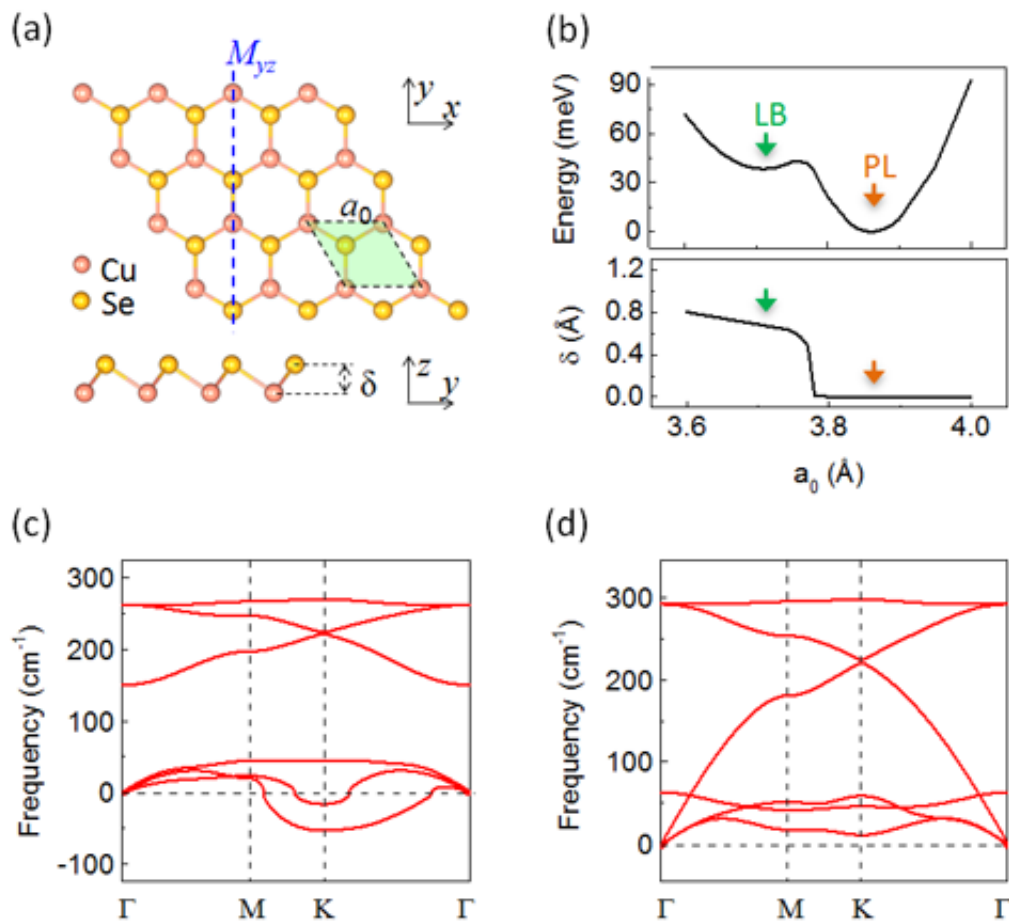 (a)
M_yz
y
x
a_0
Cu
Se
δ
z
y
(b)
Energy (meV)
90
60
30
0
LB
PL
δ (Å)
1.2
0.8
0.4
0.0
3.6 3.8 4.0
a_0 (Å)
(c)
Frequency (cm^-1)
300
200
100
0
-100
Γ M K Γ
(d)
Frequency (cm^-1)
300
200
100
0
Γ M K Γ